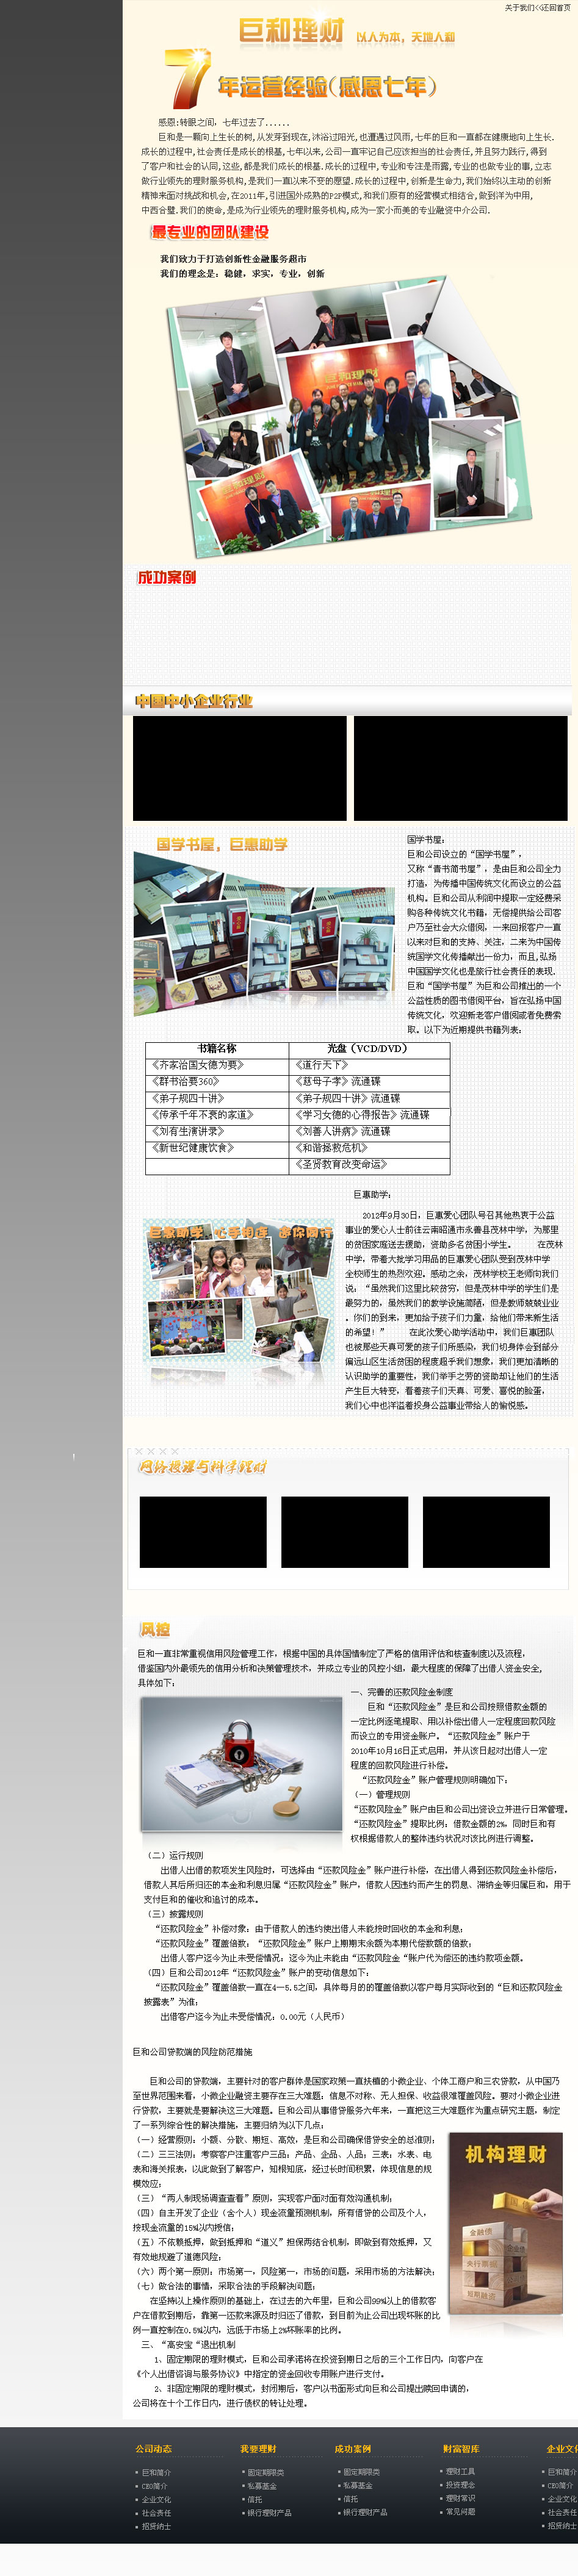 关于我们<<还回首页
巨和理财 以人为本，天地人和
7年运营经验(感恩七年)
感恩:转眼之间，七年过去了......
巨和是一颗向上生长的树,从发芽到现在,沐浴过阳光,也遭遇过风雨,七年的巨和一直都在健康地向上生长.
成长的过程中,社会责任是成长的根基,七年以来,公司一直牢记自己应该担当的社会责任,并且努力践行,得到
了客户和社会的认同,这些,都是我们成长的根基.成长的过程中,专业和专注是雨露,专业的也做专业的事,立志
做行业领先的理财服务机构,是我们一直以来不变的愿望.成长的过程中,创新是生命力,我们始终以主动的创新
精神来面对挑战和机会,在2011年,引进国外成熟的P2P模式,和我们原有的经营模式相结合,做到洋为中用,
中西合璧.我们的使命,是成为行业领先的理财服务机构,成为一家小而美的专业融资中介公司.
最专业的团队建设
我们致力于打造创新性金融服务超市
我们的理念是：稳健，求实，专业，创新
巨和理财
成功案例
中国中小企业行业
国学书屋，巨惠助学
国学书屋：
巨和公司设立的“国学书屋”，
又称“青书简书屋”，是由巨和公司全力
打造，为传播中国传统文化而设立的公益
机构。巨和公司从利润中提取一定经费采
购各种传统文化书籍，无偿提供给公司客
户乃至社会大众借阅，一来回报客户一直
以来对巨和的支持、关注，二来为中国传
统国学文化传播献出一份力，而且,弘扬
中国国学文化也是旅行社会责任的表现.
巨和“国学书屋”为巨和公司推出的一个
公益性质的图书借阅平台，旨在弘扬中国
传统文化，欢迎新老客户借阅或者免费索
取。以下为近期提供书籍列表：
书籍名称 光盘（VCD/DVD）
《齐家治国女德为要》 《道行天下》
《群书治要360》 《慈母子孝》流通碟
《弟子规四十讲》 《弟子规四十讲》流通碟
《传承千年不衰的家道》 《学习女德的心得报告》流通碟
《刘有生演讲录》 《刘善人讲病》流通碟
《新世纪健康饮食》 《和谐拯救危机》
《圣贤教育改变命运》
巨惠助学：
2012年9月30日，巨惠爱心团队号召其他热衷于公益
事业的爱心人士前往云南昭通市永善县茂林中学，为那里
的贫困家庭送去援助，资助多名贫困小学生。 在茂林
中学，带着大批学习用品的巨惠爱心团队受到茂林中学
全校师生的热烈欢迎。感动之余，茂林学校王老师向我们
说：“虽然我们这里比较贫穷，但是茂林中学的学生们是
最努力的，虽然我们的教学设施简陋，但是教师兢兢业业
。你们的到来，更加给予孩子们力量，给他们带来新生活
的希望！” 在此次爱心助学活动中，我们巨惠团队
也被那些天真可爱的孩子们所感染，我们切身体会到部分
偏远山区生活贫困的程度超乎我们想象，我们更加清晰的
认识助学的重要性，我们举手之劳的资助却让他们的生活
产生巨大转变，看着孩子们天真、可爱、喜悦的脸蛋，
我们心中也洋溢着投身公益事业带给人的愉悦感。
巨惠助学 心手相连 邀你同行
风控
巨和一直非常重视信用风险管理工作，根据中国的具体国情制定了严格的信用评估和核查制度以及流程，
借鉴国内外最领先的信用分析和决策管理技术，并成立专业的风控小组，最大程度的保障了出借人资金安全，
具体如下：
一、完善的还款风险金制度
巨和“还款风险金”是巨和公司按照借款金额的
一定比例逐笔提取、用以补偿出借人一定程度回款风险
而设立的专用资金账户。“还款风险金”账户于
2010年10月16日正式启用，并从该日起对出借人一定
程度的回款风险进行补偿。
“还款风险金”账户管理规则明确如下：
（一）管理规则
“还款风险金”账户由巨和公司出资设立并进行日常管理。
“还款风险金”提取比例：借款金额的2%，同时巨和有
权根据借款人的整体违约状况对该比例进行调整。
（二）运行规则
出借人出借的款项发生风险时，可选择由“还款风险金”账户进行补偿，在出借人得到还款风险金补偿后，
借款人其后所归还的本金和利息归属“还款风险金”账户，借款人因违约而产生的罚息、滞纳金等归属巨和，用于
支付巨和的催收和追讨的成本。
（三）披露规则
“还款风险金”补偿对象：由于借款人的违约使出借人未能按时回收的本金和利息；
“还款风险金”覆盖倍数：“还款风险金”账户上期期末余额为本期代偿数额的倍数；
出借人客户迄今为止未受偿情况：迄今为止未能由“还款风险金“账户代为偿还的违约款项金额。
（四）巨和公司2012年“还款风险金”账户的变动信息如下：
“还款风险金”覆盖倍数一直在4—5.5之间，具体每月的的覆盖倍数以客户每月实际收到的“巨和还款风险金
披露表”为准；
出借客户迄今为止未受偿情况：0.00元（人民币）
巨和公司贷款端的风险防范措施
巨和公司的贷款端，主要针对的客户群体是国家政策一直扶植的小微企业、个体工商户和三农贷款，从中国乃
至世界范围来看，小微企业融资主要存在三大难题：信息不对称、无人担保、收益很难覆盖风险。要对小微企业进
行贷款，主要就是要解决这三大难题。巨和公司从事借贷服务六年来，一直把这三大难题作为重点研究主题，制定
了一系列综合性的解决措施，主要归纳为以下几点：
（一）经营原则：小额、分散、期短、高效，是巨和公司确保借贷安全的总准则；
（二）三三法则：考察客户注重客户三品：产品、企品、人品；三表：水表、电
表和海关报表，以此做到了解客户，知根知底，经过长时间积累，体现信息的规
模效应；
（三）“两人制现场调查查看”原则，实现客户面对面有效沟通机制；
（四）自主开发了企业（含个人）现金流量预测机制，所有借贷的公司及个人，
按现金流量的15%以内授信；
（五）不依赖抵押，做到抵押和“道义”担保两结合机制，即做到有效抵押，又
有效地规避了道德风险；
（六）两个第一原则：市场第一，风险第一，市场的问题，采用市场的方法解决；
（七）做合法的事情，采取合法的手段解决问题；
在坚持以上操作原则的基础上，在过去的六年里，巨和公司99%以上的借款客
户在借款到期后，靠第一还款来源及时归还了借款，到目前为止公司出现坏账的比
例一直控制在0.5%以内，远低于市场上2%坏账率的比例。
三、“高安宝“退出机制
1、固定期限的理财模式，巨和公司承诺将在投资到期日之后的三个工作日内，向客户在
《个人出借咨询与服务协议》中指定的资金回收专用账户进行支付。
2、非固定期限的理财模式，封闭期后，客户以书面形式向巨和公司提出赎回申请的，
公司将在十个工作日内，进行债权的转让处理。
机构理财
金融债
央行票据
短期融资
公司动态 我要理财 成功案例 财富智库 企业文
巨和简介 固定期限类 固定期限类 理财工具 巨和简介
CEO简介 私募基金 私募基金 投资理念 CEO简介
企业文化 信托 信托 理财常识 企业文化
社会责任 银行理财产品 银行理财产品 常见问题 社会责任
招贤纳士 招贤纳士